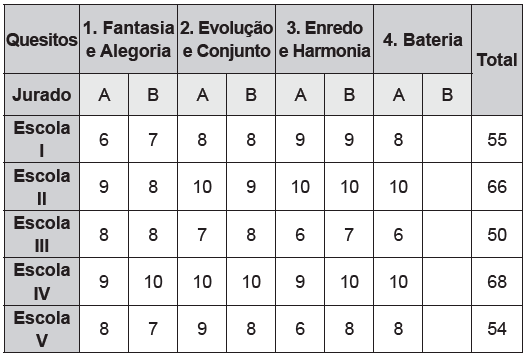 Quesitos 1. Fantasia e Alegoria 2. Evolução e Conjunto 3. Enredo e Harmonia 4. Bateria Total
Jurado A B A B A B A B
Escola I 6 7 8 8 9 9 8 55
Escola II 9 8 10 9 10 10 10 66
Escola III 8 8 7 8 6 7 6 50
Escola IV 9 10 10 10 9 10 10 68
Escola V 8 7 9 8 6 8 8 54